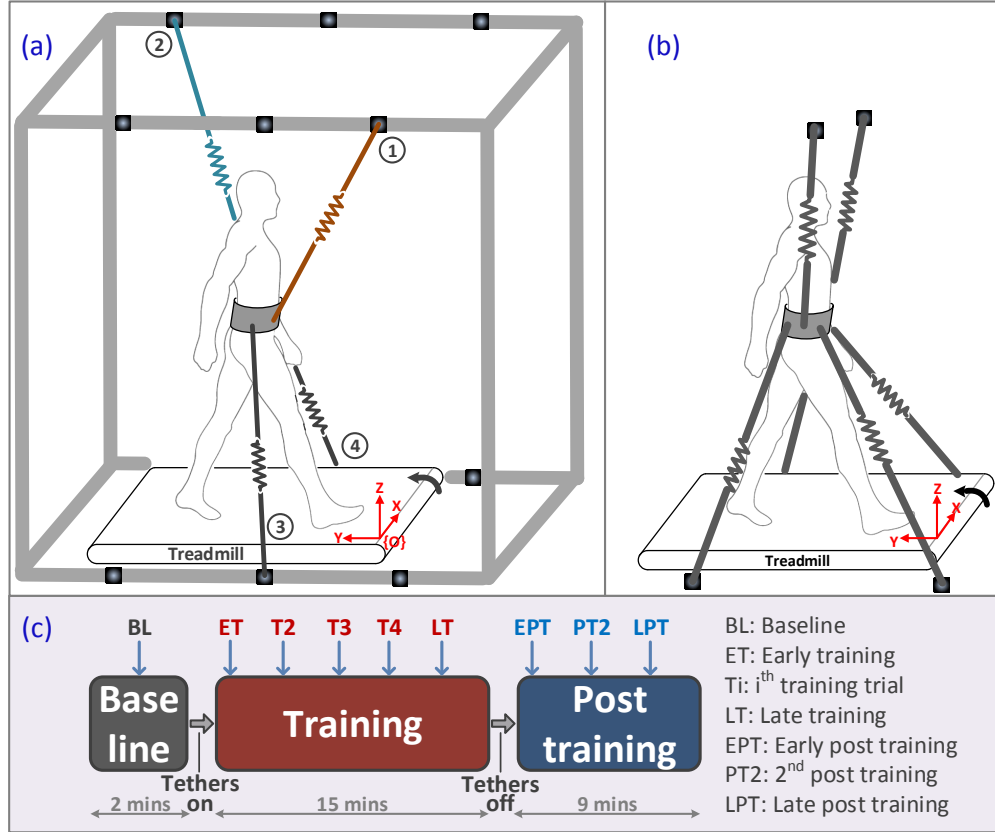 (a)
②
①
④
③
Z
X
Y
{O}
Treadmill
(b)
Z
X
Y
Treadmill
(c)
BL
ET T2 T3 T4 LT
EPT PT2 LPT
Base
line
Training
Post
training
Tethers
on
Tethers
off
2 mins
15 mins
9 mins
BL: Baseline
ET: Early training
Ti: iᵗʰ training trial
LT: Late training
EPT: Early post training
PT2: 2ⁿᵈ post training
LPT: Late post training